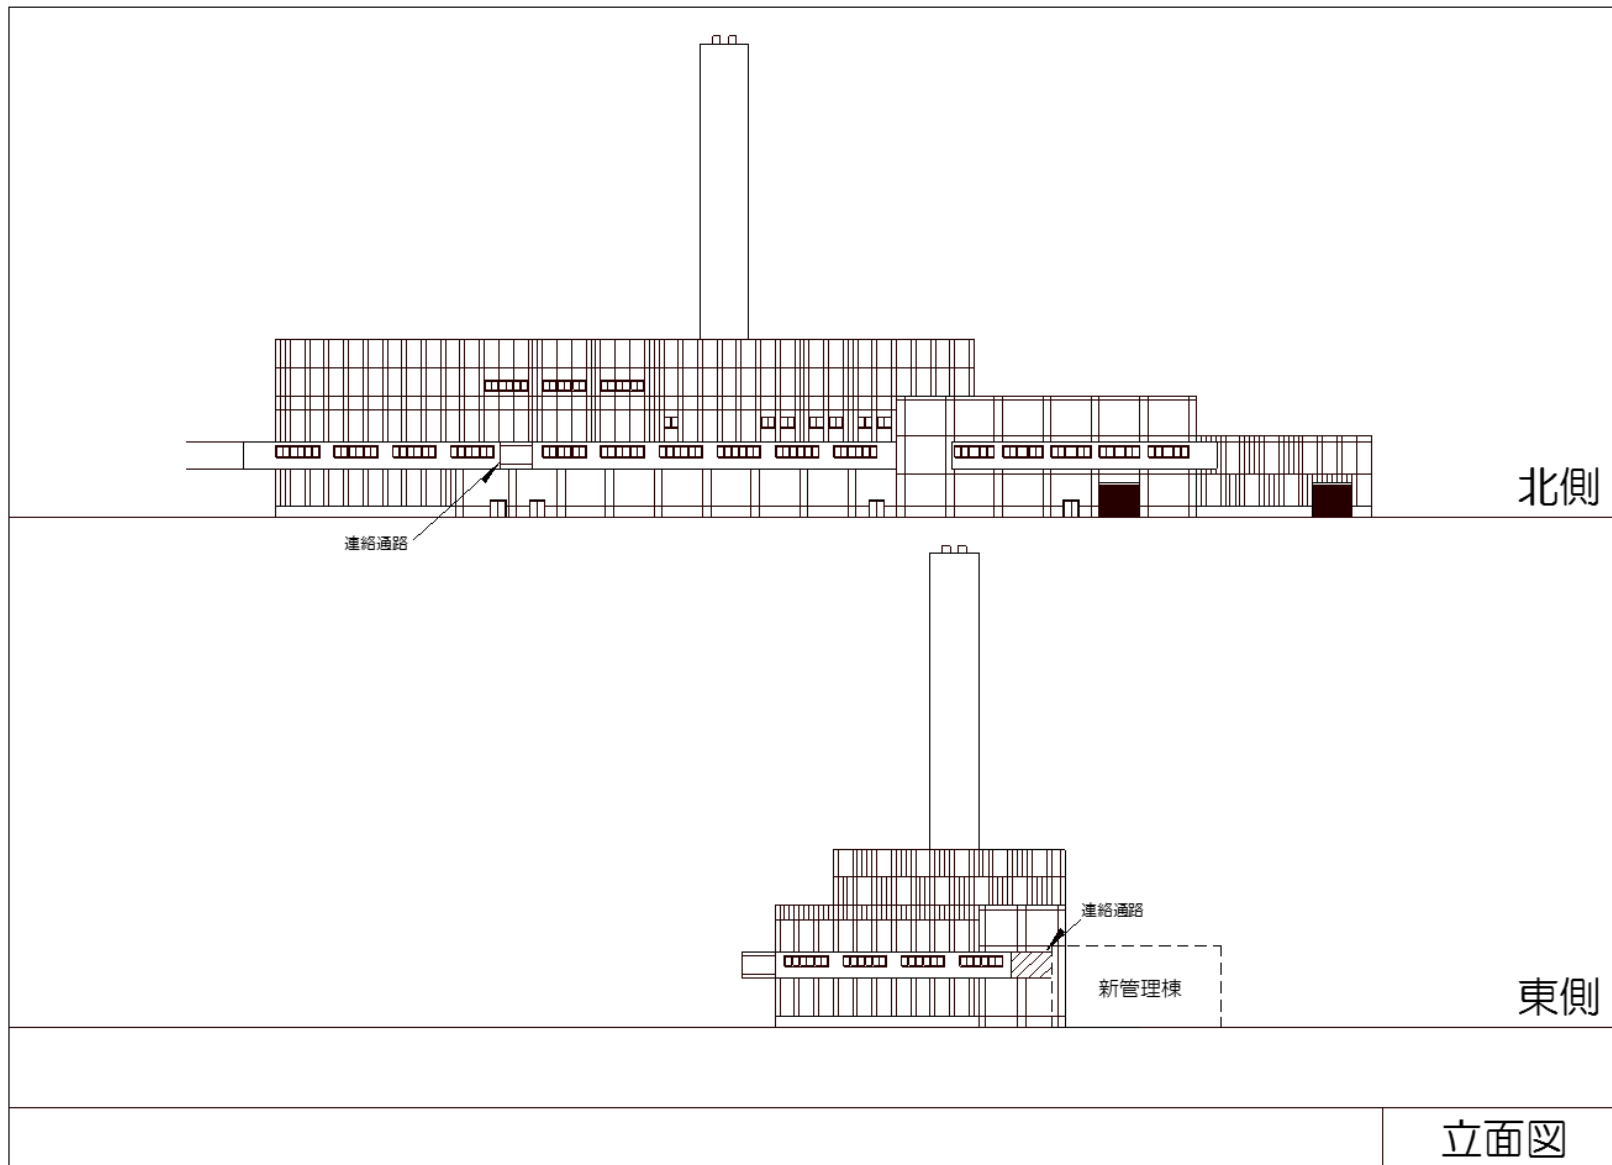 北側
連絡通路
連絡通路
新管理棟
東側
立面図